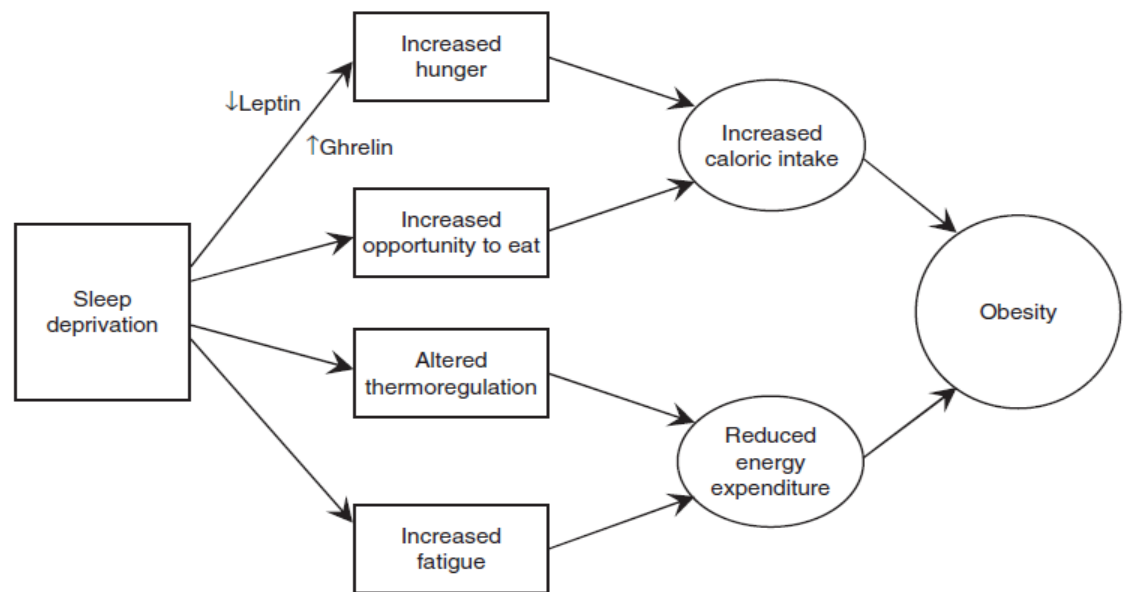 Increased
hunger
↓Leptin
↑Ghrelin
Increased
caloric intake
Increased
opportunity to eat
Sleep
deprivation
Obesity
Altered
thermoregulation
Reduced
energy
expenditure
Increased
fatigue